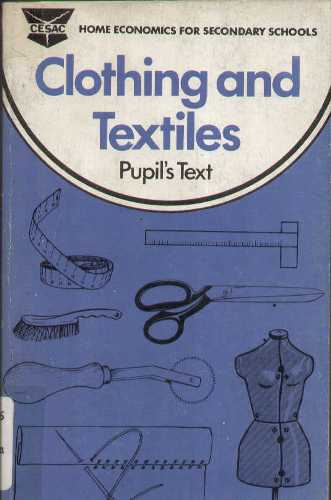 CESAC
HOME ECONOMICS FOR SECONDARY SCHOOLS
Clothing and
Textiles
Pupil's Text